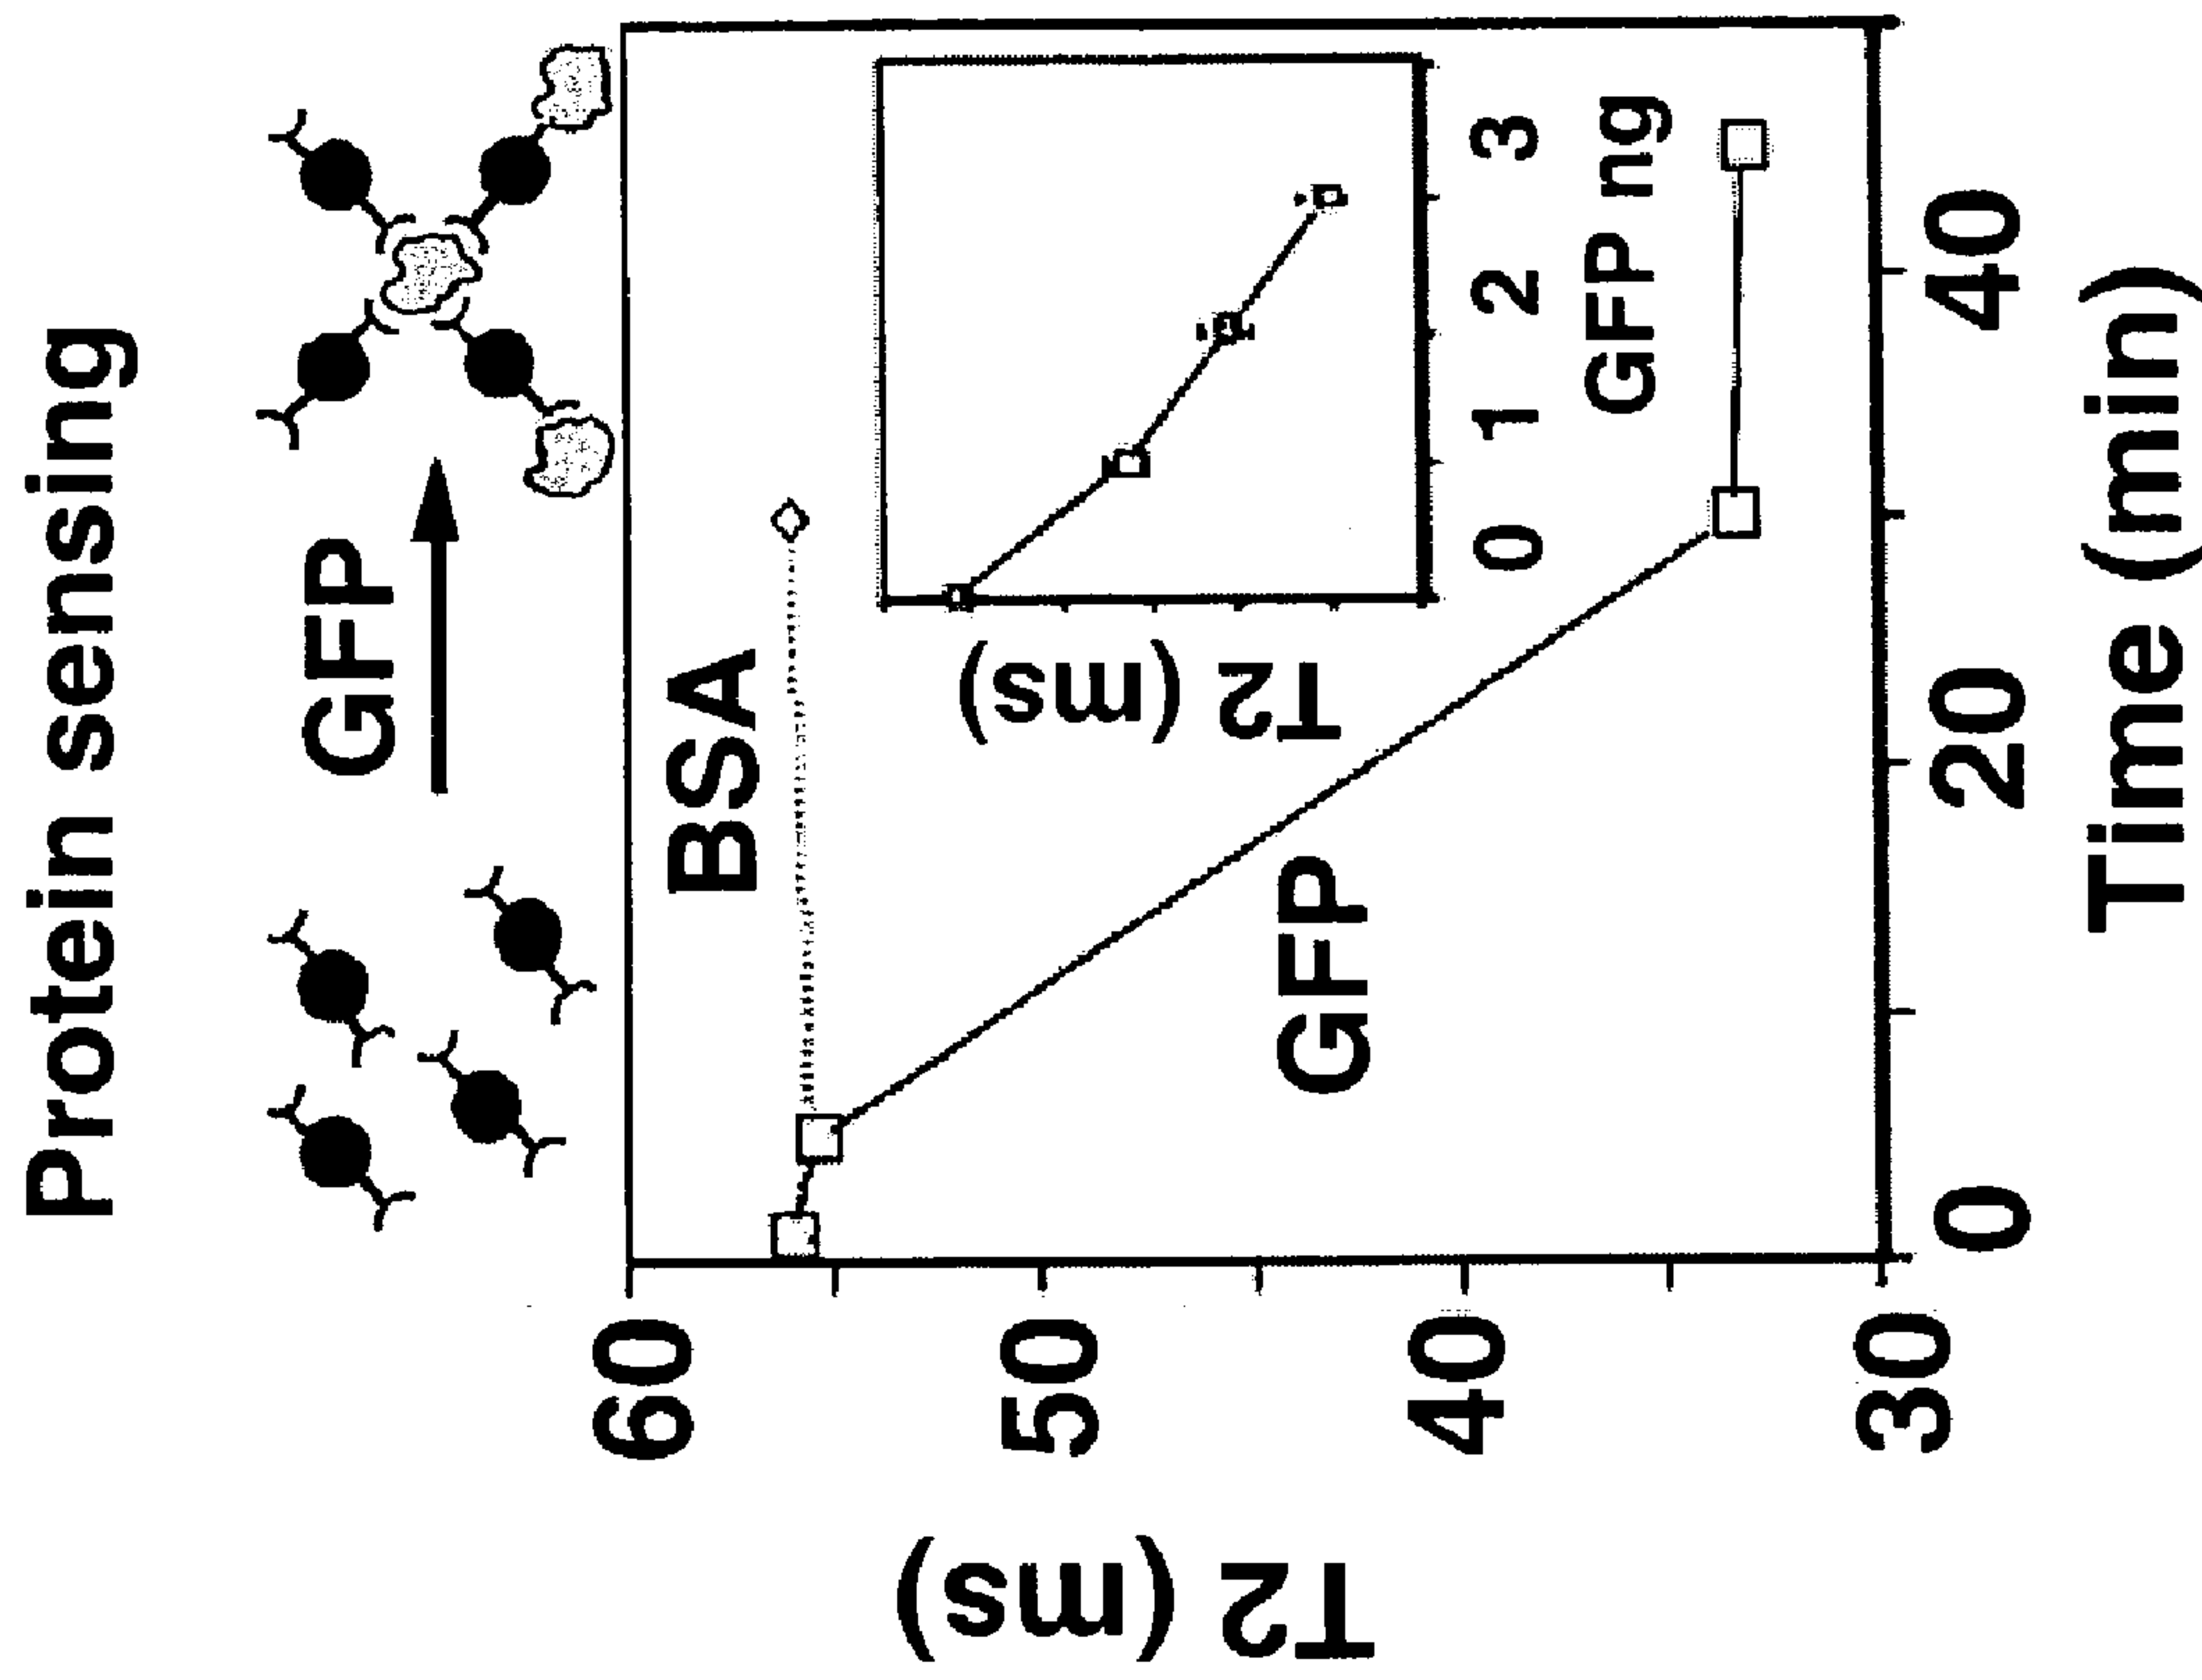 Protein sensing
GFP
60
50
40
30
T2 (ms)
BSA
GFP
T2 (ms)
0 1 2 3
GFP ng
0 20 40
Time (min)